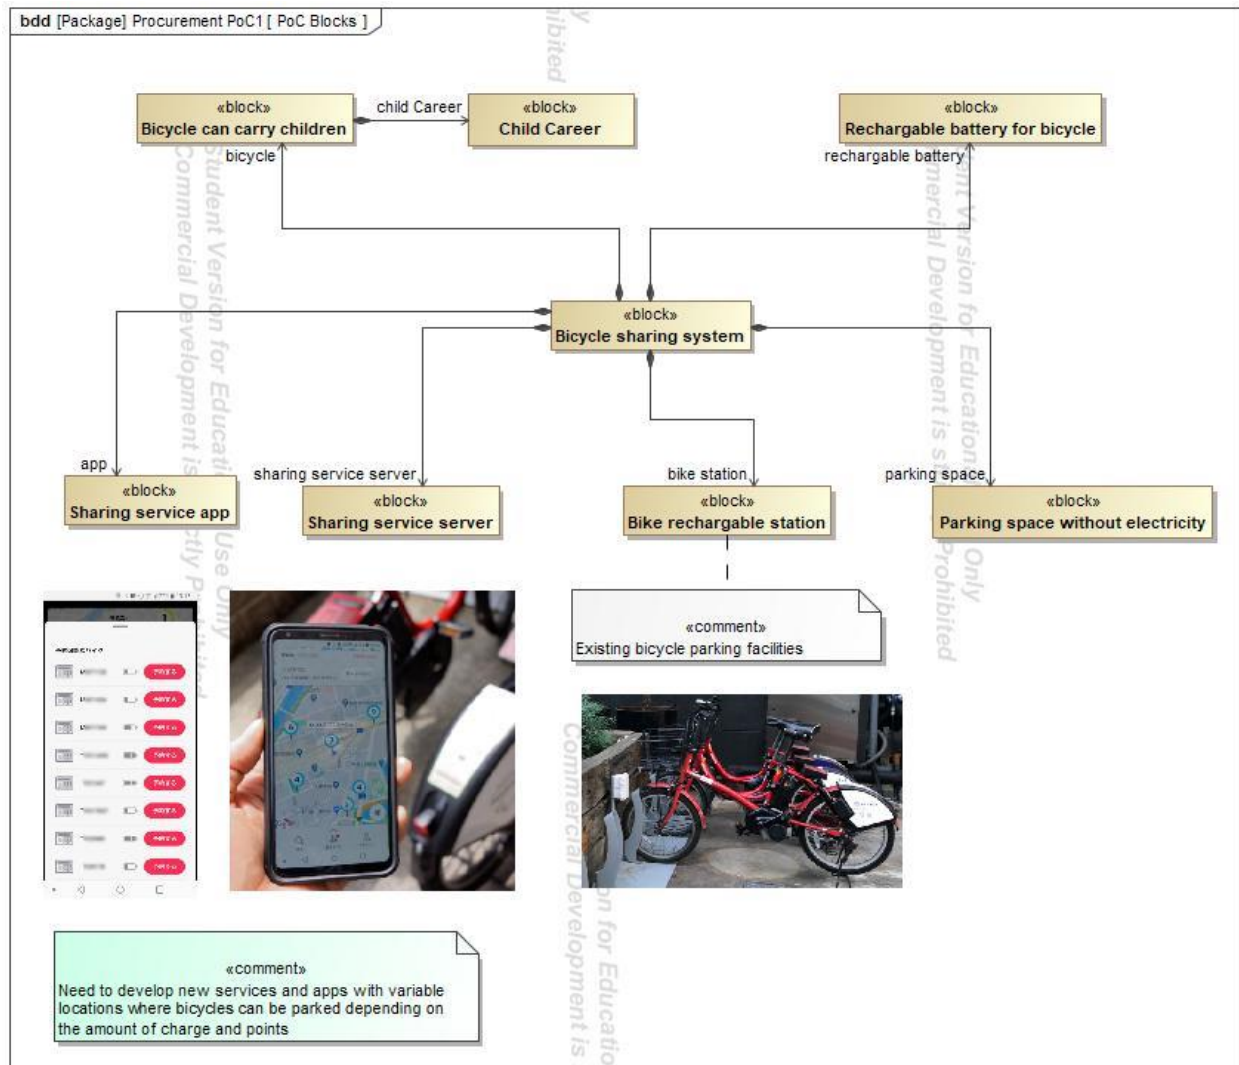 bdd [Package] Procurement PoC1 [ PoC Blocks ]
«block»
Bicycle can carry children
child Career
«block»
Child Career
«block»
Rechargable battery for bicycle
bicycle
rechargable battery
«block»
Bicycle sharing system
app
«block»
Sharing service app
sharing service server
«block»
Sharing service server
bike station
«block»
Bike rechargable station
parking space
«block»
Parking space without electricity
«comment»
Existing bicycle parking facilities
«comment»
Need to develop new services and apps with variable
locations where bicycles can be parked depending on
the amount of charge and points
Student Version for Educational Use Only
Commercial Development is strictly Prohibited